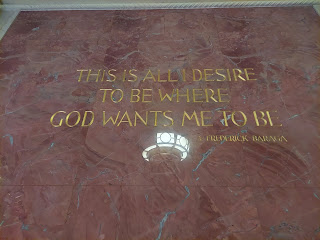 THIS IS ALL I DESIRE
TO BE WHERE
GOD WANTS ME TO BE
FREDERICK BARAGA